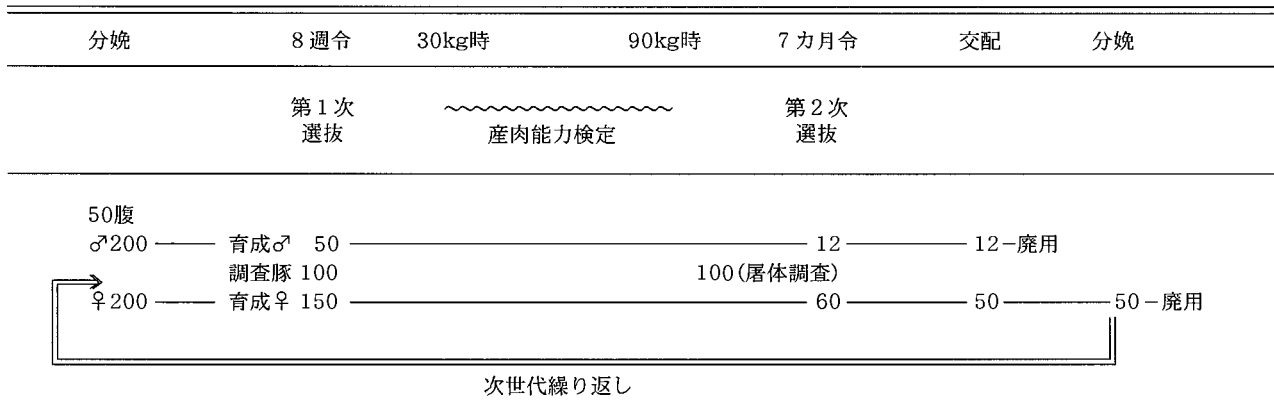 分娩 8週令 30kg時 90kg時 7カ月令 交配 分娩
第1次 第2次
選抜 産肉能力検定 選抜
50腹
♂200 育成♂ 50 12 12-廃用
調査豚 100 100(屠体調査)
♀200 育成♀ 150 60 50 50-廃用
次世代繰り返し